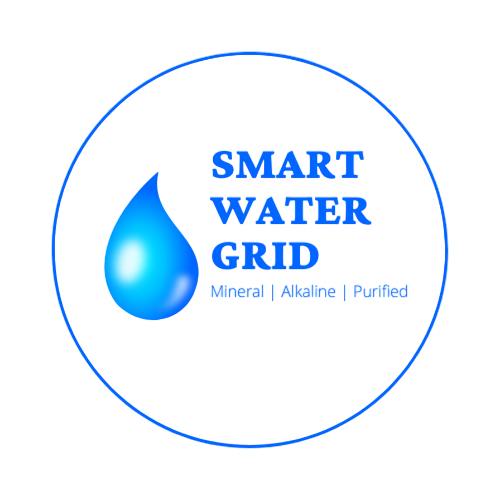 SMART
WATER
GRID
Mineral | Alkaline | Purified